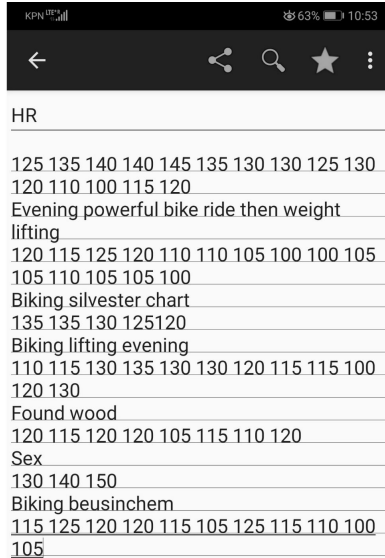 KPN LTE 63% 10:53
HR
125 135 140 140 145 135 130 130 125 130
120 110 100 115 120
Evening powerful bike ride then weight
lifting
120 115 125 120 110 110 105 100 100 105
105 110 105 105 100
Biking silvester chart
135 135 130 125120
Biking lifting evening
110 115 130 135 130 130 120 115 115 100
120 130
Found wood
120 115 120 120 105 115 110 120
Sex
130 140 150
Biking beusinchem
115 125 120 120 115 105 125 115 110 100
105